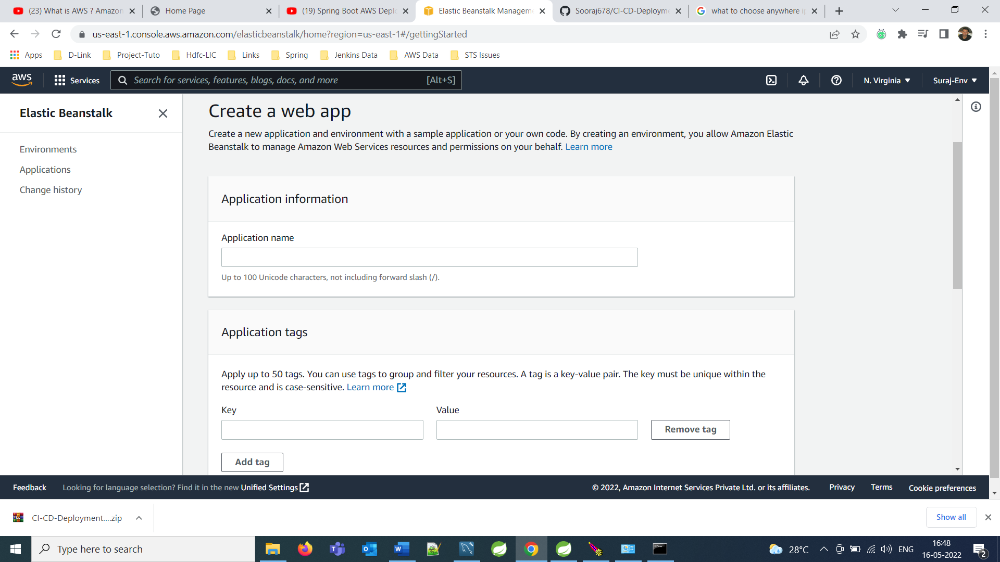 (23) What is AWS ? Amazon
Home Page
(19) Spring Boot AWS Deplo
Elastic Beanstalk Manageme
Sooraj678/CI-CD-Deployme
what to choose anywhere ip
us-east-1.console.aws.amazon.com/elasticbeanstalk/home?region=us-east-1#/gettingStarted
Apps
D-Link
Project-Tuto
Hdfc-LIC
Links
Spring
Jenkins Data
AWS Data
STS Issues
aws
Services
Search for services, features, blogs, docs, and more
[Alt+S]
N. Virginia
Suraj-Env
Elastic Beanstalk
Environments
Applications
Change history
Create a web app
Create a new application and environment with a sample application or your own code. By creating an environment, you allow Amazon Elastic
Beanstalk to manage Amazon Web Services resources and permissions on your behalf. Learn more
Application information
Application name
Up to 100 Unicode characters, not including forward slash (/).
Application tags
Apply up to 50 tags. You can use tags to group and filter your resources. A tag is a key-value pair. The key must be unique within the
resource and is case-sensitive. Learn more
Key
Value
Remove tag
Add tag
Feedback
Looking for language selection? Find it in the new Unified Settings
© 2022, Amazon Internet Services Private Ltd. or its affiliates.
Privacy
Terms
Cookie preferences
CI-CD-Deployment....zip
Show all
Type here to search
28°C
ENG
16:48
16-05-2022
2